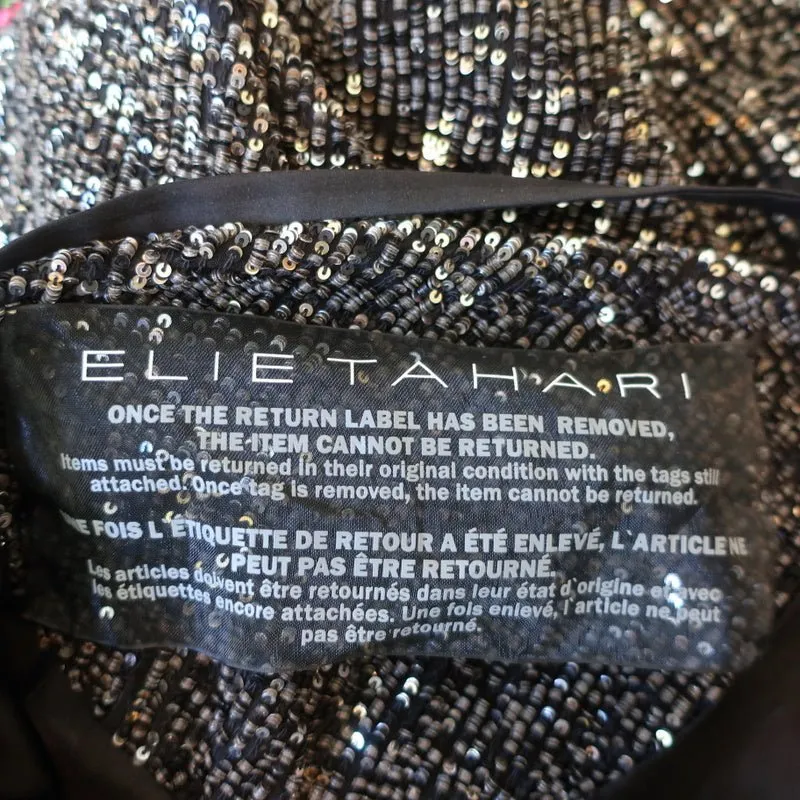 ELIE TAHARI
ONCE THE RETURN LABEL HAS BEEN REMOVED,
THE ITEM CANNOT BE RETURNED.
Items must be returned in their original condition with the tags still
attached. Once tag is removed, the item cannot be returned.
UNE FOIS L'ÉTIQUETTE DE RETOUR A ÉTÉ ENLEVÉ, L'ARTICLE NE
PEUT PAS ÊTRE RETOURNÉ.
Les articles doivent être retournés dans leur état d'origine et avec
les étiquettes encore attachées. Une fois enlevé, l'article ne peut
pas être retourné.